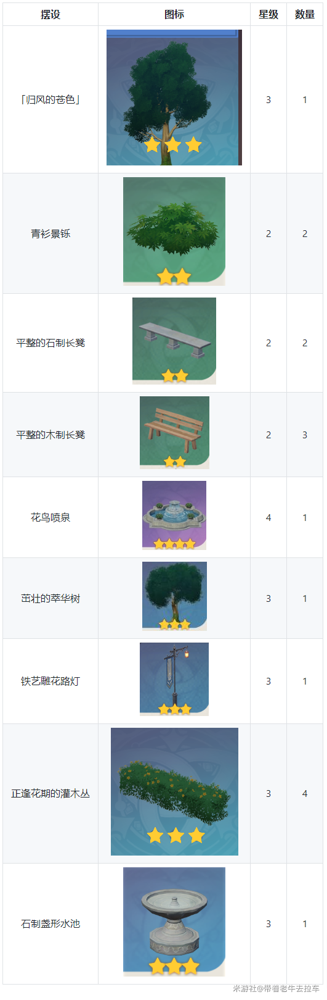 摆设 图标 星级 数量
「归风的苍色」 3 1
青衫景铄 2 2
平整的石制长凳 2 2
平整的木制长凳 2 3
花鸟喷泉 4 1
茁壮的萃华树 3 1
铁艺雕花路灯 3 1
正逢花期的灌木丛 3 4
石制盏形水池 3 1
米游社@带着老牛去拉车